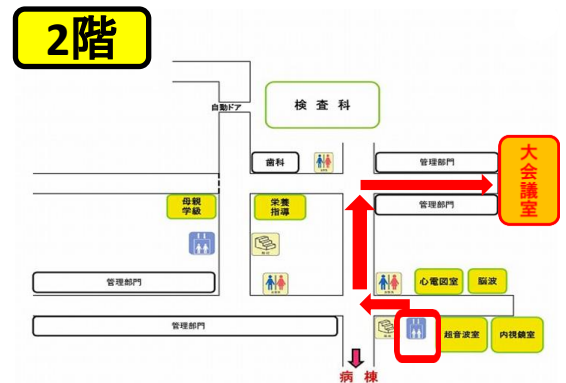 2階
自動ドア
検査科
歯科
管理部門
大会議室
母親
学級
栄養
指導
管理部門
管理部門
心電図室
脳波
管理部門
超音波室
内視鏡室
病棟